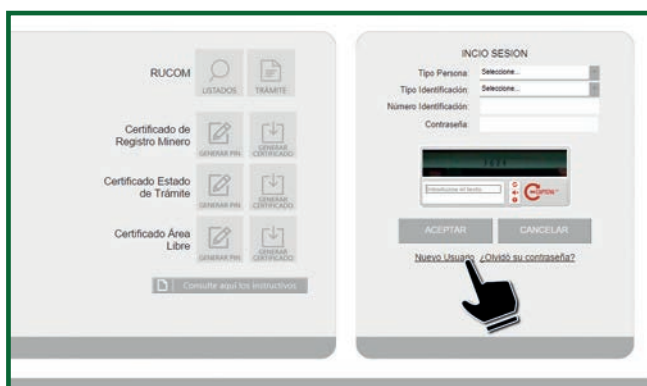 RUCOM
LISTADOS
TRÁMITE
Certificado de
Registro Minero
GENERAR PIN
GENERAR
CERTIFICADO
Certificado Estado
de Trámite
GENERAR PIN
GENERAR
CERTIFICADO
Certificado Área
Libre
GENERAR PIN
GENERAR
CERTIFICADO
Consulte aquí los instructivos
INCIO SESION
Tipo Persona: Seleccione...
Tipo Identificación: Seleccione...
Número Identificación:
Contraseña:
Introduzca el texto
ACEPTAR
CANCELAR
Nuevo Usuario ¿Olvidó su contraseña?